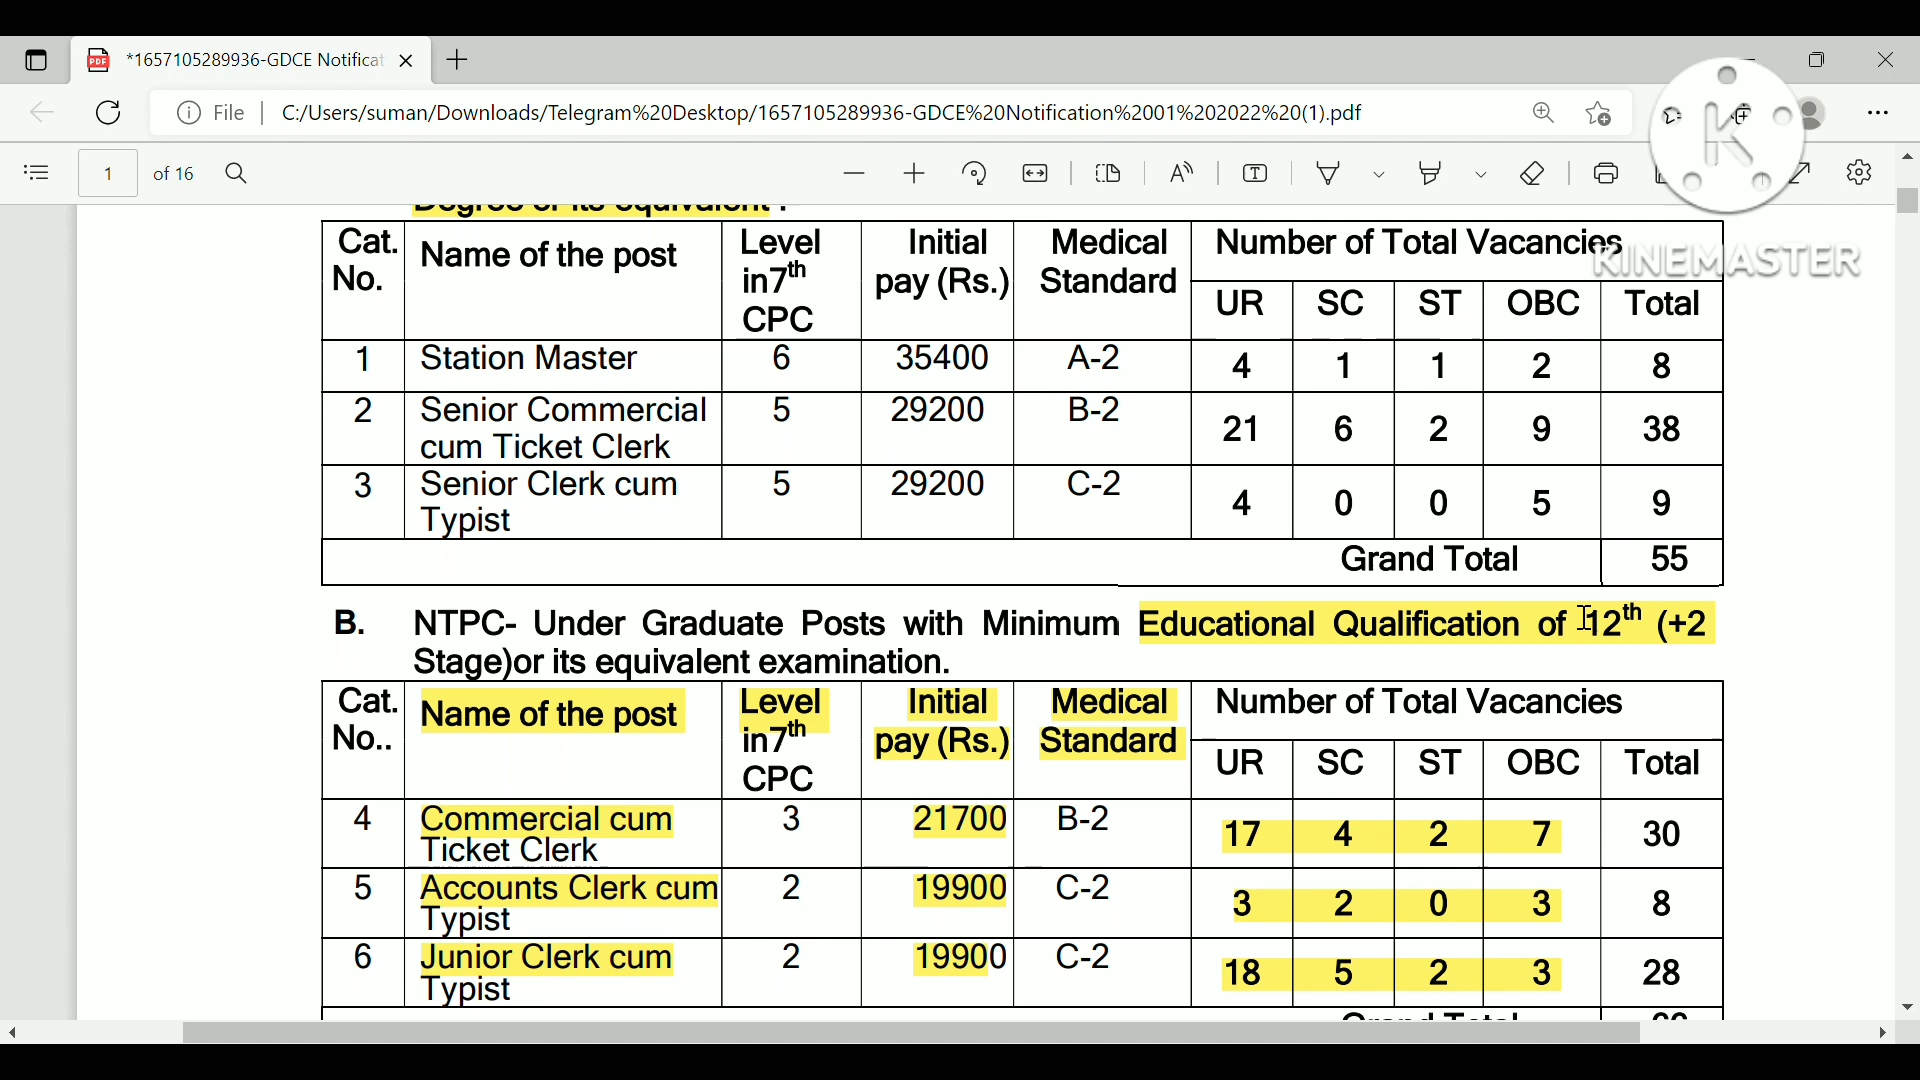 *1657105289936-GDCE Notificat
File C:/Users/suman/Downloads/Telegram%20Desktop/1657105289936-GDCE%20Notification%2001%202022%20(1).pdf
1 of 16
Degree or its equivalent :
Cat. No. Name of the post Level in7th CPC Initial pay (Rs.) Medical Standard Number of Total Vacancies
KINEMASTER
UR SC ST OBC Total
1 Station Master 6 35400 A-2 4 1 1 2 8
2 Senior Commercial cum Ticket Clerk 5 29200 B-2 21 6 2 9 38
3 Senior Clerk cum Typist 5 29200 C-2 4 0 0 5 9
Grand Total 55
B. NTPC- Under Graduate Posts with Minimum Educational Qualification of 12th (+2
Stage)or its equivalent examination.
Cat. No.. Name of the post Level in7th CPC Initial pay (Rs.) Medical Standard Number of Total Vacancies
UR SC ST OBC Total
4 Commercial cum Ticket Clerk 3 21700 B-2 17 4 2 7 30
5 Accounts Clerk cum Typist 2 19900 C-2 3 2 0 3 8
6 Junior Clerk cum Typist 2 19900 C-2 18 5 2 3 28
Grand Total